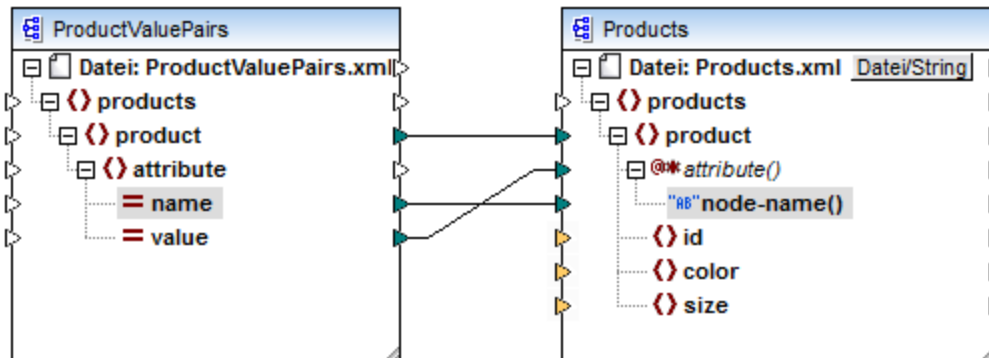 ProductValuePairs
Datei: ProductValuePairs.xml
products
product
attribute
= name
= value
Products
Datei: Products.xml Datei/String
products
product
attribute()
"AB" node-name()
id
color
size